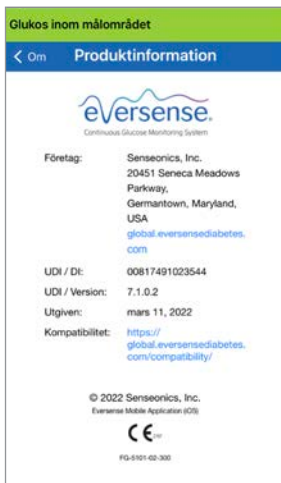 Glukos inom målområdet
Om Produktinformation
eversense.
Continuous Glucose Monitoring System
Företag: Senseonics, Inc.
20451 Seneca Meadows
Parkway,
Germantown, Maryland,
USA
global.eversensediabetes.
com
UDI / DI: 00817491023544
UDI / Version: 7.1.0.2
Utgiven: mars 11, 2022
Kompatibilitet: https://
global.eversensediabetes.
com/compatibility/
© 2022 Senseonics, Inc.
Eversense Mobile Application (iOS)
CE
FG-5101-02-300